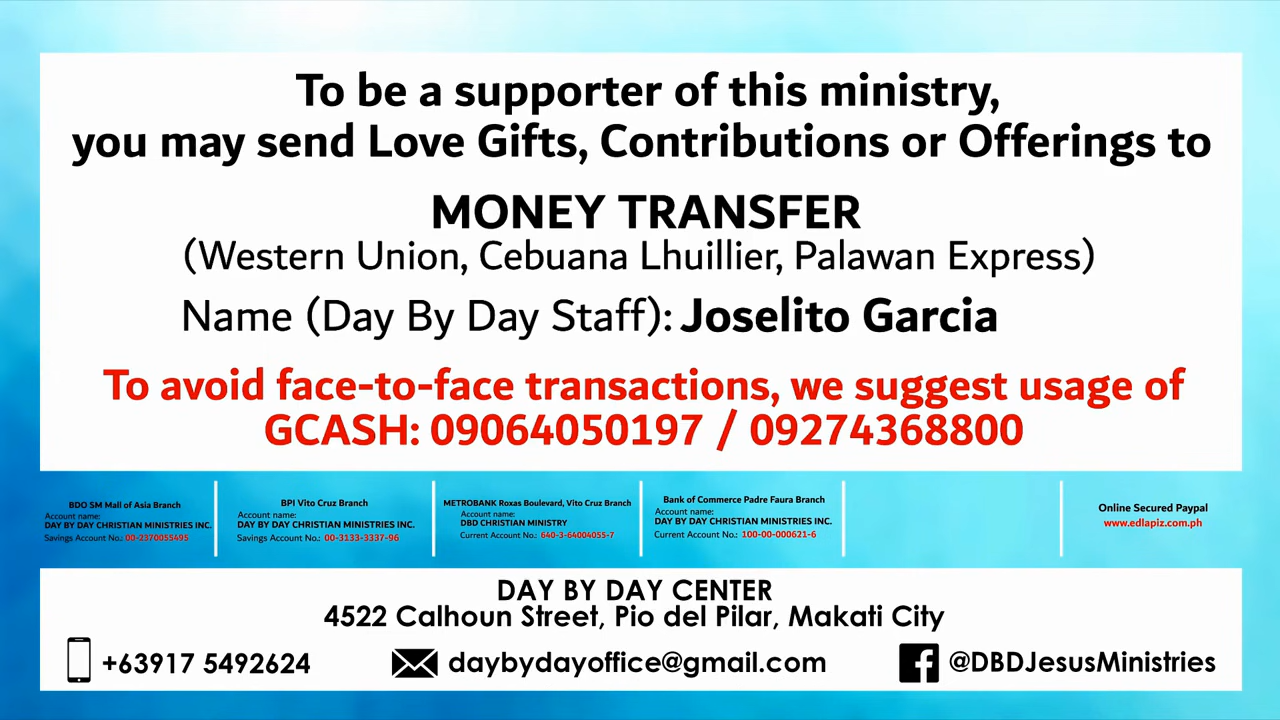 To be a supporter of this ministry,
you may send Love Gifts, Contributions or Offerings to
MONEY TRANSFER
(Western Union, Cebuana Lhuillier, Palawan Express)
Name (Day By Day Staff): Joselito Garcia
To avoid face-to-face transactions, we suggest usage of
GCASH: 09064050197 / 09274368800
BDO SM Mall of Asia Branch
Account name:
DAY BY DAY CHRISTIAN MINISTRIES INC.
Savings Account No.: 00-2370055495
BPI Vito Cruz Branch
Account name:
DAY BY DAY CHRISTIAN MINISTRIES INC.
Savings Account No.: 00-3133-3337-96
METROBANK Roxas Boulevard, Vito Cruz Branch
Account name:
DBD CHRISTIAN MINISTRY
Current Account No.: 640-3-64004055-7
Bank of Commerce Padre Faura Branch
Account name:
DAY BY DAY CHRISTIAN MINISTRIES INC.
Current Account No.: 100-00-000621-6
Online Secured Paypal
www.edlapiz.com.ph
DAY BY DAY CENTER
4522 Calhoun Street, Pio del Pilar, Makati City
+63917 5492624
daybydayoffice@gmail.com
@DBDJesusMinistries